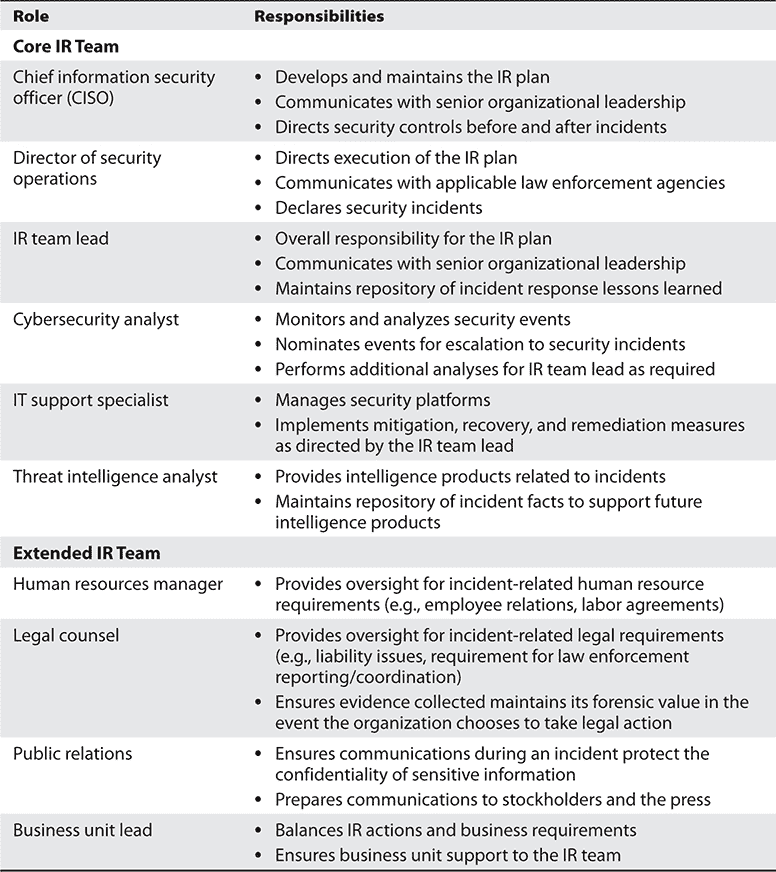 Role Responsibilities
Core IR Team
Chief information security officer (CISO)
• Develops and maintains the IR plan
• Communicates with senior organizational leadership
• Directs security controls before and after incidents
Director of security operations
• Directs execution of the IR plan
• Communicates with applicable law enforcement agencies
• Declares security incidents
IR team lead
• Overall responsibility for the IR plan
• Communicates with senior organizational leadership
• Maintains repository of incident response lessons learned
Cybersecurity analyst
• Monitors and analyzes security events
• Nominates events for escalation to security incidents
• Performs additional analyses for IR team lead as required
IT support specialist
• Manages security platforms
• Implements mitigation, recovery, and remediation measures
as directed by the IR team lead
Threat intelligence analyst
• Provides intelligence products related to incidents
• Maintains repository of incident facts to support future
intelligence products
Extended IR Team
Human resources manager
• Provides oversight for incident-related human resource
requirements (e.g., employee relations, labor agreements)
Legal counsel
• Provides oversight for incident-related legal requirements
(e.g., liability issues, requirement for law enforcement
reporting/coordination)
• Ensures evidence collected maintains its forensic value in the
event the organization chooses to take legal action
Public relations
• Ensures communications during an incident protect the
confidentiality of sensitive information
• Prepares communications to stockholders and the press
Business unit lead
• Balances IR actions and business requirements
• Ensures business unit support to the IR team